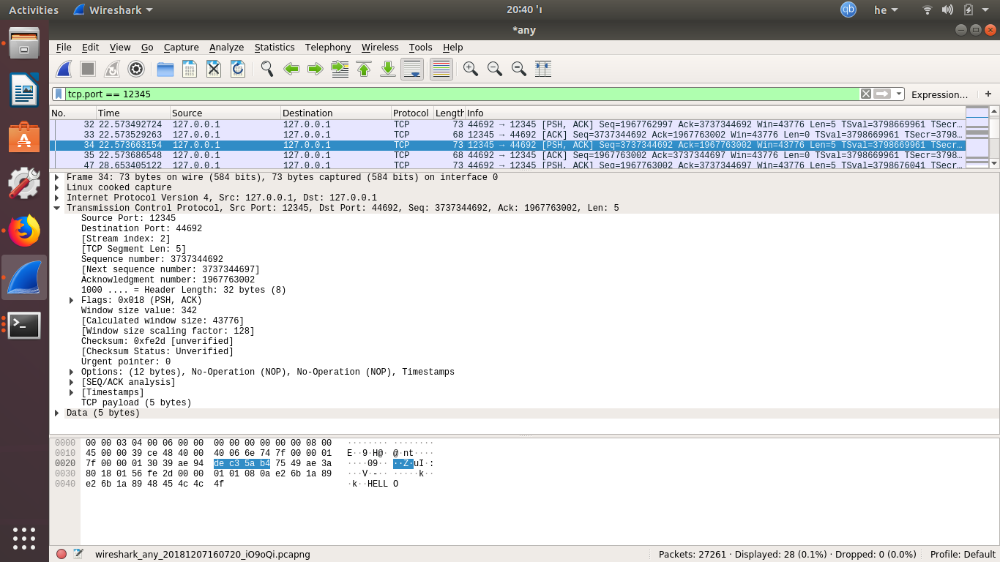 Activities Wireshark 20:40 'ו he
*any
File Edit View Go Capture Analyze Statistics Telephony Wireless Tools Help
tcp.port == 12345 Expression… +
No. Time Source Destination Protocol Length Info
32 22.573492724 127.0.0.1 127.0.0.1 TCP 73 44692 → 12345 [PSH, ACK] Seq=1967762997 Ack=3737344692 Win=43776 Len=5 TSval=3798669961 TSecr…
33 22.573529263 127.0.0.1 127.0.0.1 TCP 68 12345 → 44692 [ACK] Seq=3737344692 Ack=1967763002 Win=43776 Len=0 TSval=3798669961 TSecr=3798…
34 22.573663154 127.0.0.1 127.0.0.1 TCP 73 12345 → 44692 [PSH, ACK] Seq=3737344692 Ack=1967763002 Win=43776 Len=5 TSval=3798669961 TSecr…
35 22.573686548 127.0.0.1 127.0.0.1 TCP 68 44692 → 12345 [ACK] Seq=1967763002 Ack=3737344697 Win=43776 Len=0 TSval=3798669961 TSecr=3798…
47 28.653405122 127.0.0.1 127.0.0.1 TCP 73 44692 → 12345 [PSH, ACK] Seq=1967763002 Ack=3737344697 Win=43776 Len=5 TSval=3798676041 TSecr…
Frame 34: 73 bytes on wire (584 bits), 73 bytes captured (584 bits) on interface 0
Linux cooked capture
Internet Protocol Version 4, Src: 127.0.0.1, Dst: 127.0.0.1
Transmission Control Protocol, Src Port: 12345, Dst Port: 44692, Seq: 3737344692, Ack: 1967763002, Len: 5
Source Port: 12345
Destination Port: 44692
[Stream index: 2]
[TCP Segment Len: 5]
Sequence number: 3737344692
[Next sequence number: 3737344697]
Acknowledgment number: 1967763002
1000 .... = Header Length: 32 bytes (8)
Flags: 0x018 (PSH, ACK)
Window size value: 342
[Calculated window size: 43776]
[Window size scaling factor: 128]
Checksum: 0xfe2d [unverified]
[Checksum Status: Unverified]
Urgent pointer: 0
Options: (12 bytes), No-Operation (NOP), No-Operation (NOP), Timestamps
[SEQ/ACK analysis]
[Timestamps]
TCP payload (5 bytes)
Data (5 bytes)
0000 00 00 03 04 00 06 00 00 00 00 00 00 00 00 08 00 ········ ········
0010 45 00 00 39 ce 48 40 00 40 06 6e 74 7f 00 00 01 E··9·H@· @·nt····
0020 7f 00 00 01 30 39 ae 94 de c3 5a b4 75 49 ae 3a ····09·· ··Z·uI·:
0030 80 18 01 56 fe 2d 00 00 01 01 08 0a e2 6b 1a 89 ···V·-·· ·····k··
0040 e2 6b 1a 89 48 45 4c 4c 4f ·k··HELL O
wireshark_any_20181207160720_iO9oQi.pcapng Packets: 27261 · Displayed: 28 (0.1%) · Dropped: 0 (0.0%) Profile: Default